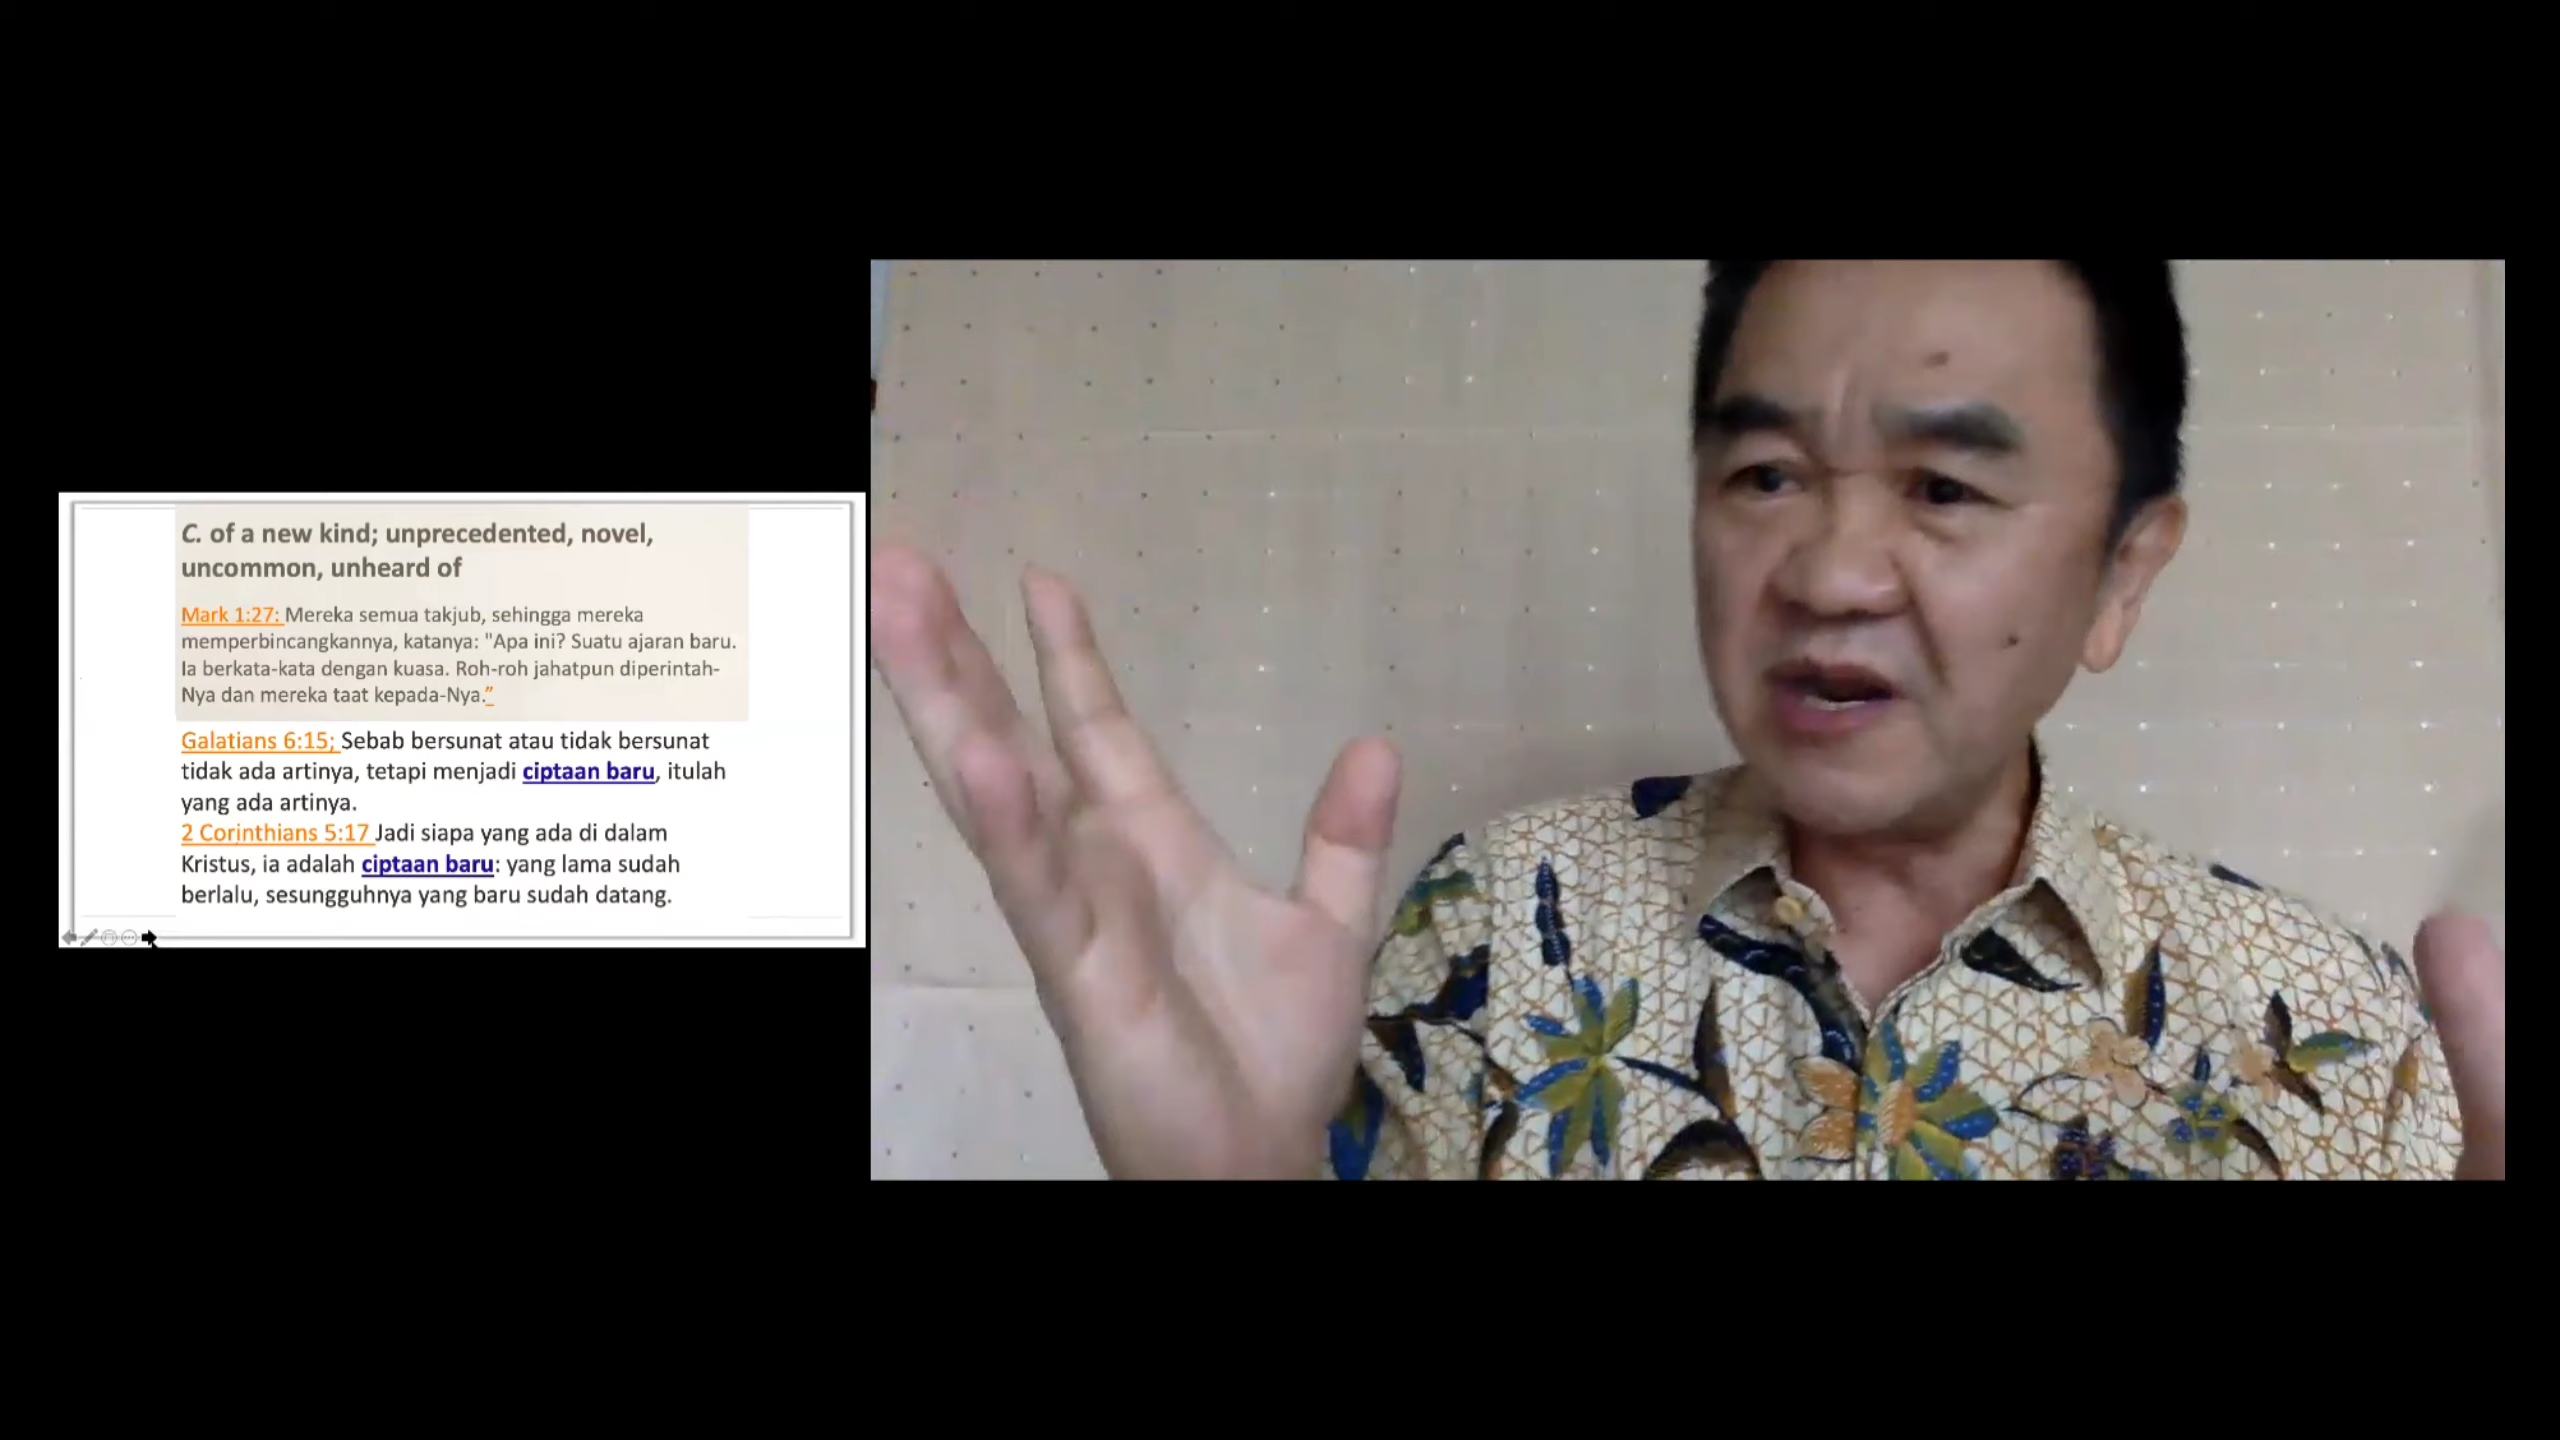 C. of a new kind; unprecedented, novel,
uncommon, unheard of
Mark 1:27: Mereka semua takjub, sehingga mereka
memperbincangkannya, katanya: "Apa ini? Suatu ajaran baru.
Ia berkata-kata dengan kuasa. Roh-roh jahatpun diperintah-
Nya dan mereka taat kepada-Nya.”
Galatians 6:15; Sebab bersunat atau tidak bersunat
tidak ada artinya, tetapi menjadi ciptaan baru, itulah
yang ada artinya.
2 Corinthians 5:17 Jadi siapa yang ada di dalam
Kristus, ia adalah ciptaan baru: yang lama sudah
berlalu, sesungguhnya yang baru sudah datang.